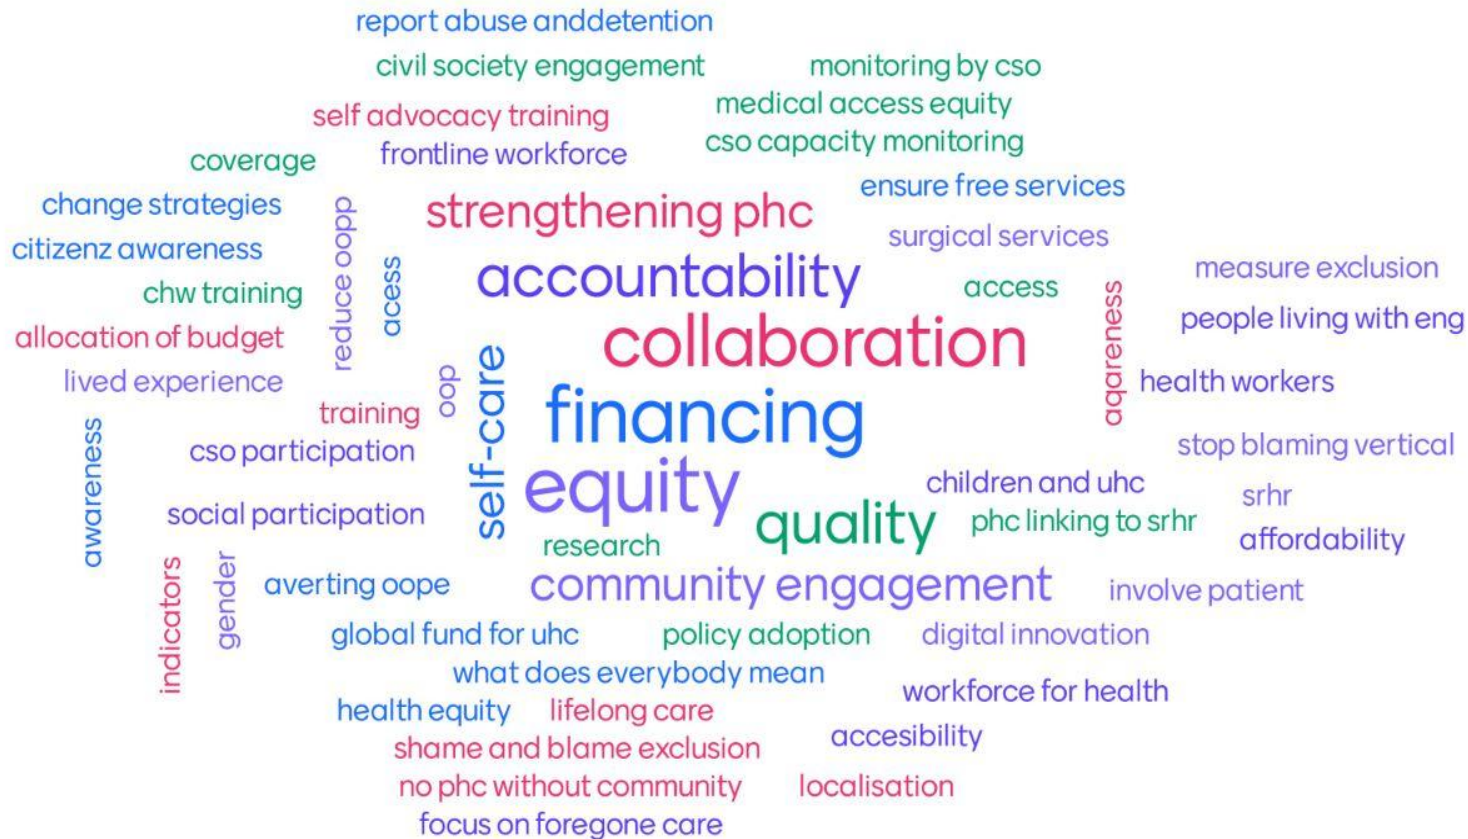 report abuse anddetention
civil society engagement
monitoring by cso
self advocacy training
medical access equity
coverage
frontline workforce
cso capacity monitoring
change strategies
reduce oopp
strengthening phc
ensure free services
citizenz awareness
acess
accountability
surgical services
chw training
access
measure exclusion
allocation of budget
collaboration
aqareness
people living with eng
lived experience
oop
self-care
financing
health workers
training
awareness
cso participation
equity
stop blaming vertical
social participation
quality
children and uhc
srhr
research
phc linking to srhr
affordability
indicators
gender
averting oope
community engagement
involve patient
global fund for uhc
policy adoption
digital innovation
what does everybody mean
workforce for health
health equity
lifelong care
accesibility
shame and blame exclusion
no phc without community
localisation
focus on foregone care